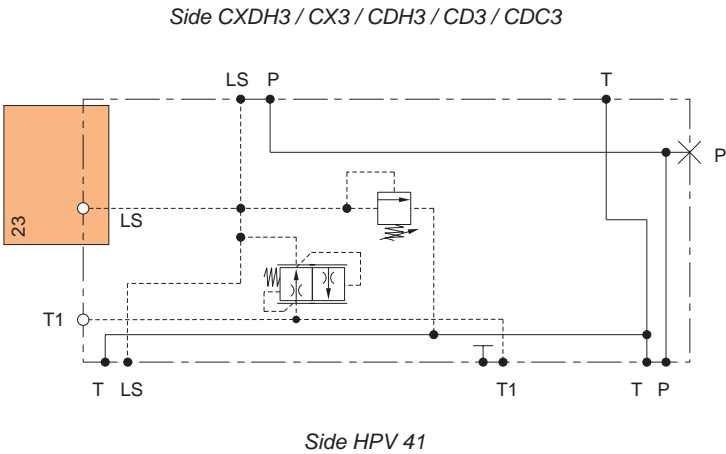 Side CXDH3 / CX3 / CDH3 / CD3 / CDC3
LS P T
P
23
LS
T1
T LS T1 T P
Side HPV 41